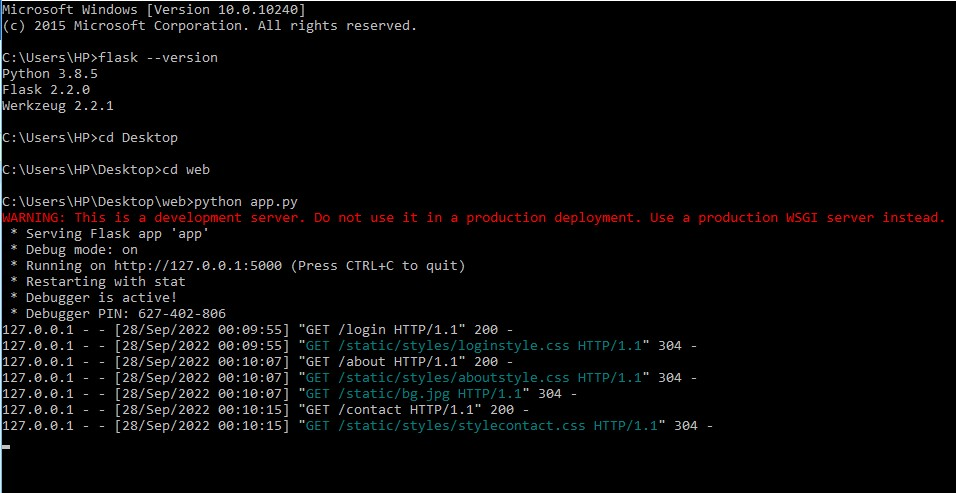 Microsoft Windows [Version 10.0.10240]
(c) 2015 Microsoft Corporation. All rights reserved.
C:\Users\HP>flask --version
Python 3.8.5
Flask 2.2.0
Werkzeug 2.2.1
C:\Users\HP>cd Desktop
C:\Users\HP\Desktop>cd web
C:\Users\HP\Desktop\web>python app.py
WARNING: This is a development server. Do not use it in a production deployment. Use a production WSGI server instead.
 * Serving Flask app 'app'
 * Debug mode: on
 * Running on http://127.0.0.1:5000 (Press CTRL+C to quit)
 * Restarting with stat
 * Debugger is active!
 * Debugger PIN: 627-402-806
127.0.0.1 - - [28/Sep/2022 00:09:55] "GET /login HTTP/1.1" 200 -
127.0.0.1 - - [28/Sep/2022 00:09:55] "GET /static/styles/loginstyle.css HTTP/1.1" 304 -
127.0.0.1 - - [28/Sep/2022 00:10:07] "GET /about HTTP/1.1" 200 -
127.0.0.1 - - [28/Sep/2022 00:10:07] "GET /static/styles/aboutstyle.css HTTP/1.1" 304 -
127.0.0.1 - - [28/Sep/2022 00:10:07] "GET /static/bg.jpg HTTP/1.1" 304 -
127.0.0.1 - - [28/Sep/2022 00:10:15] "GET /contact HTTP/1.1" 200 -
127.0.0.1 - - [28/Sep/2022 00:10:15] "GET /static/styles/stylecontact.css HTTP/1.1" 304 -